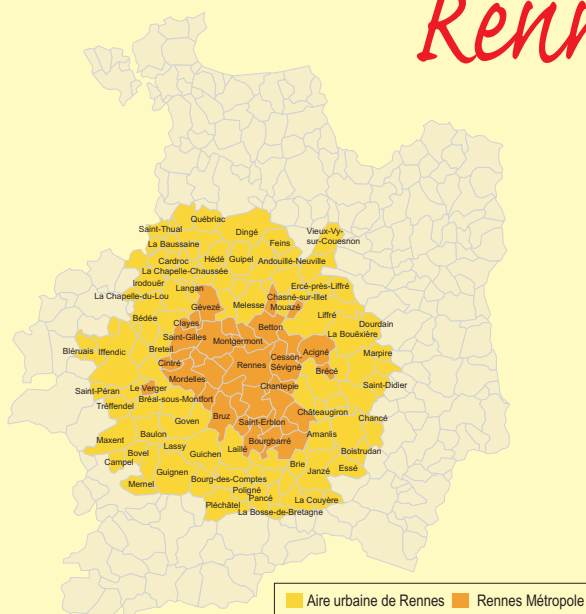 Renn
Québriac
Saint-Thual
Dingé
Vieux-Vy-
sur-Couesnon
La Baussaine
Feins
Cardroc
Hédé
Guipel
Andouillé-Neuville
La Chapelle-Chaussée
Irodouër
Langan
Ercé-près-Liffré
La Chapelle-du-Lou
Chasné-sur-Illet
Gévezé
Melesse
Mouazé
Bédée
Clayes
Betton
Liffré
Dourdain
La Bouëxière
Saint-Gilles
Montgermont
Bléruais
Iffendic
Breteil
Cesson-
Sévigné
Acigné
Marpire
Cintré
Rennes
Brécé
Mordelles
Chantepie
Saint-Didier
Saint-Péran
Le Verger
Bréal-sous-Montfort
Tréffendel
Châteaugiron
Chancé
Goven
Bruz
Saint-Erblon
Maxent
Baulon
Bourgbarré
Amanlis
Bovel
Lassy
Guichen
Laillé
Boistrudan
Campel
Brie
Guignen
Janzé
Essé
Memel
Bourg-des-Comptes
Poligné
Pancé
La Couyère
Pléchâtel
La Bosse-de-Bretagne
Aire urbaine de Rennes
Rennes Métropole